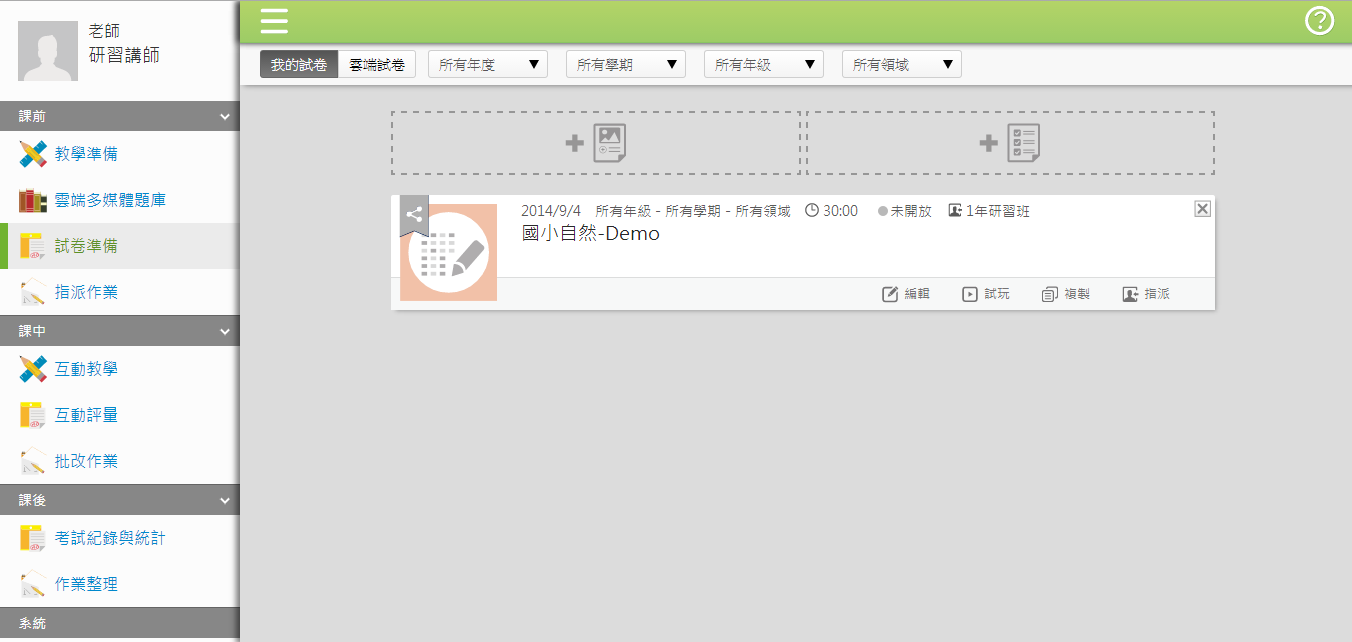 老師
研習講師
課前
教學準備
雲端多媒體題庫
試卷準備
指派作業
課中
互動教學
互動評量
批改作業
課後
考試紀錄與統計
作業整理
系統
我的試卷 雲端試卷 所有年度 所有學期 所有年級 所有領域
2014/9/4 所有年級 - 所有學期 - 所有領域 30:00 未開放 1年研習班
國小自然-Demo
編輯 試玩 複製 指派